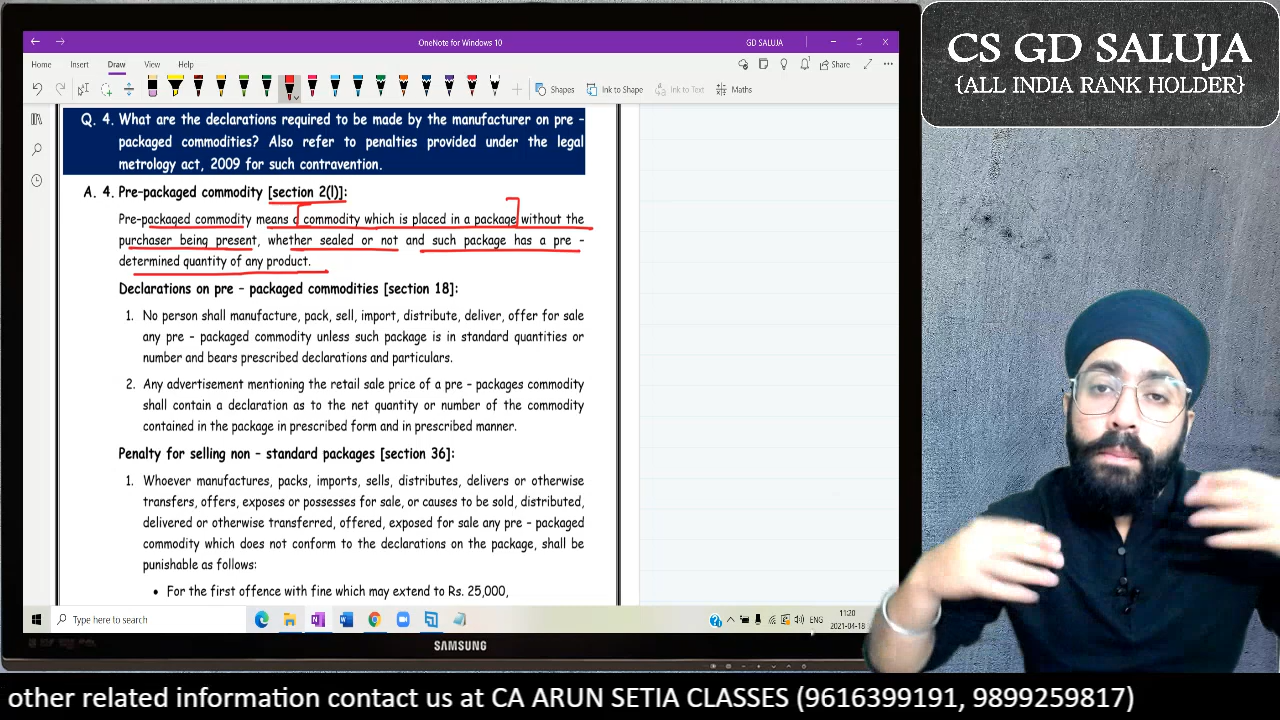 CS GD SALUJA
{ALL INDIA RANK HOLDER}
OneNote for Windows 10
GD SALUJA
Home Insert Draw View Help
Share
Shapes
Ink to Shape
Ink to Text
Maths
Q. 4. What are the declarations required to be made by the manufacturer on pre –
packaged commodities? Also refer to penalties provided under the legal
metrology act, 2009 for such contravention.
A. 4. Pre-packaged commodity [section 2(l)]:
Pre-packaged commodity means a commodity which is placed in a package without the
purchaser being present, whether sealed or not and such package has a pre –
determined quantity of any product.
Declarations on pre – packaged commodities [section 18]:
1. No person shall manufacture, pack, sell, import, distribute, deliver, offer for sale
any pre – packaged commodity unless such package is in standard quantities or
number and bears prescribed declarations and particulars.
2. Any advertisement mentioning the retail sale price of a pre – packages commodity
shall contain a declaration as to the net quantity or number of the commodity
contained in the package in prescribed form and in prescribed manner.
Penalty for selling non – standard packages [section 36]:
1. Whoever manufactures, packs, imports, sells, distributes, delivers or otherwise
transfers, offers, exposes or possesses for sale, or causes to be sold, distributed,
delivered or otherwise transferred, offered, exposed for sale any pre – packaged
commodity which does not conform to the declarations on the package, shall be
punishable as follows:
• For the first offence with fine which may extend to Rs. 25,000,
Type here to search
ENG
11:20
2021-04-18
SAMSUNG
other related information contact us at CA ARUN SETIA CLASSES (9616399191, 9899259817)